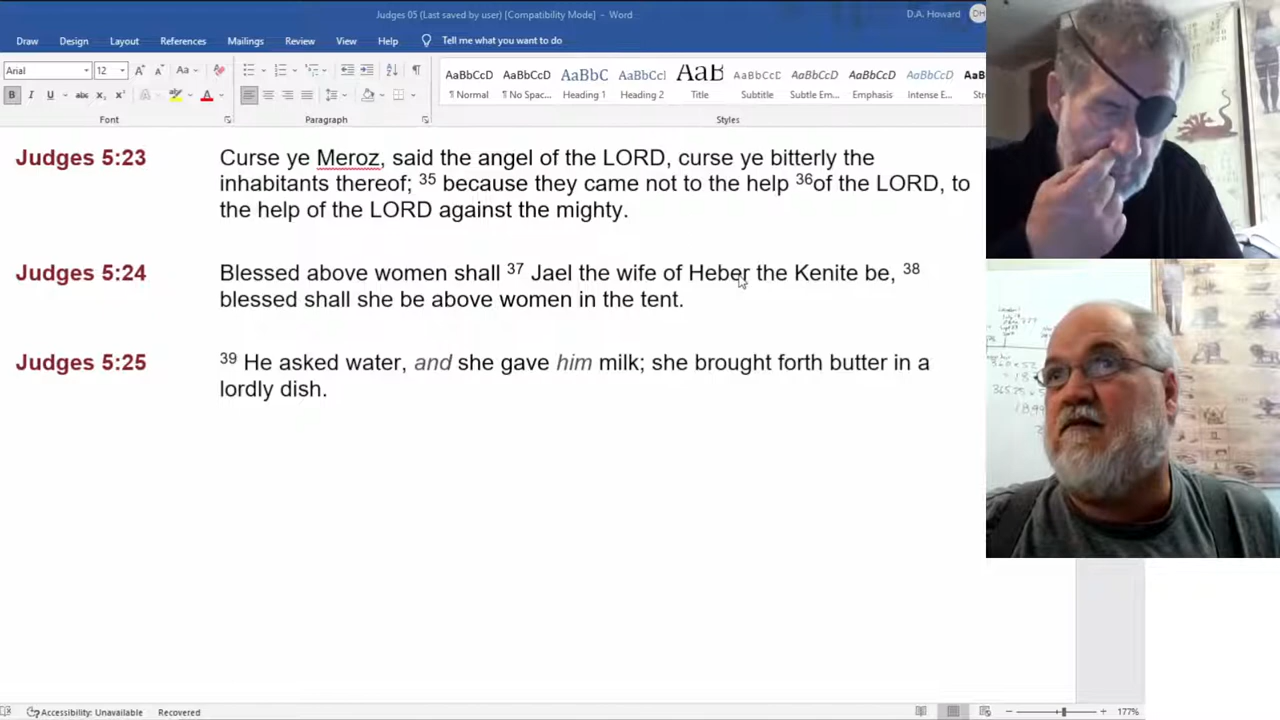 Judges 05 (Last saved by user) [Compatibility Mode] - Word
D.A. Howard
DH
Draw Design Layout References Mailings Review View Help Tell me what you want to do
Arial 12
AaBbCcD AaBbCcD AaBbC AaBbCcl AaB AaBbCcD AaBbCcD AaBbCcD AaBbCcD
¶ Normal ¶ No Spac... Heading 1 Heading 2 Title Subtitle Subtle Em... Emphasis Intense E...
Font Paragraph Styles
Judges 5:23 Curse ye Meroz, said the angel of the LORD, curse ye bitterly the
inhabitants thereof; 35 because they came not to the help 36of the LORD, to
the help of the LORD against the mighty.
Judges 5:24 Blessed above women shall 37 Jael the wife of Heber the Kenite be, 38
blessed shall she be above women in the tent.
Judges 5:25 39 He asked water, and she gave him milk; she brought forth butter in a
lordly dish.
Accessibility: Unavailable Recovered 177%